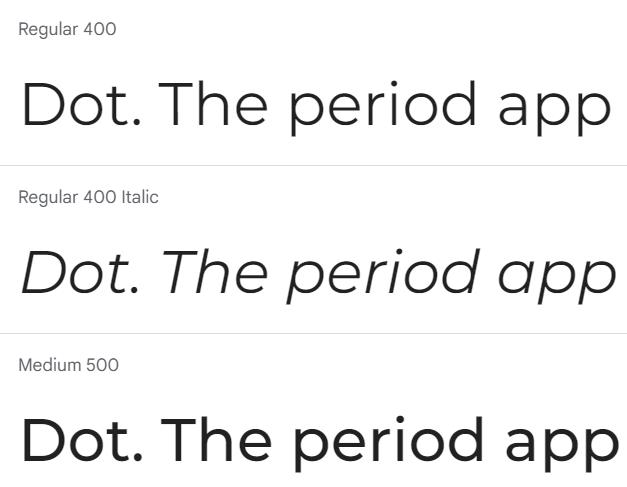 Regular 400
Dot. The period app
Regular 400 Italic
Dot. The period app
Medium 500
Dot. The period app